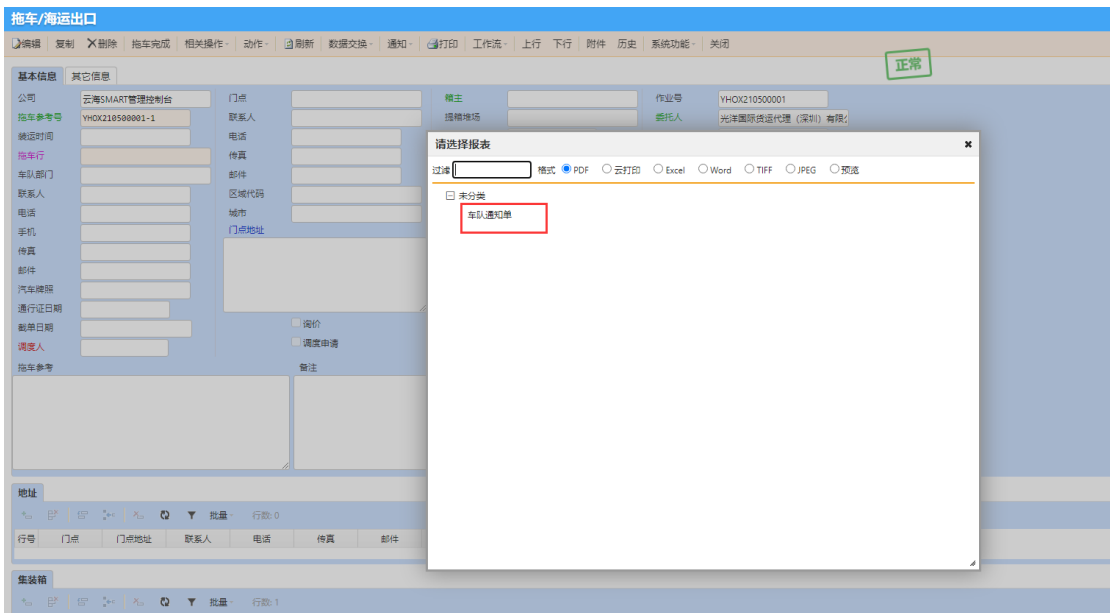 拖车/海运出口
编辑 复制 删除 拖车完成 相关操作 动作 刷新 数据交换 通知 打印 工作流 上行 下行 附件 历史 系统功能 关闭
正常
基本信息 其它信息
公司 云海SMART管理控制台 门点 箱主 作业号 YHOX210500001
拖车参考号 YHOX210500001-1 联系人 提箱堆场 委托人 光洋国际货运代理（深圳）有限
装运时间 电话
拖车行 传真
车队部门 邮件
联系人 区域代码
电话 城市
手机 门点地址
传真
邮件
汽车牌照
通行证日期
截单日期 询价
调度人 调度申请
拖车参考 备注
请选择报表
过滤 格式 PDF 云打印 Excel Word TIFF JPEG 预览
未分类
车队通知单
地址
批量 行数: 0
行号 门点 门点地址 联系人 电话 传真 邮件
集装箱
批量 行数: 1